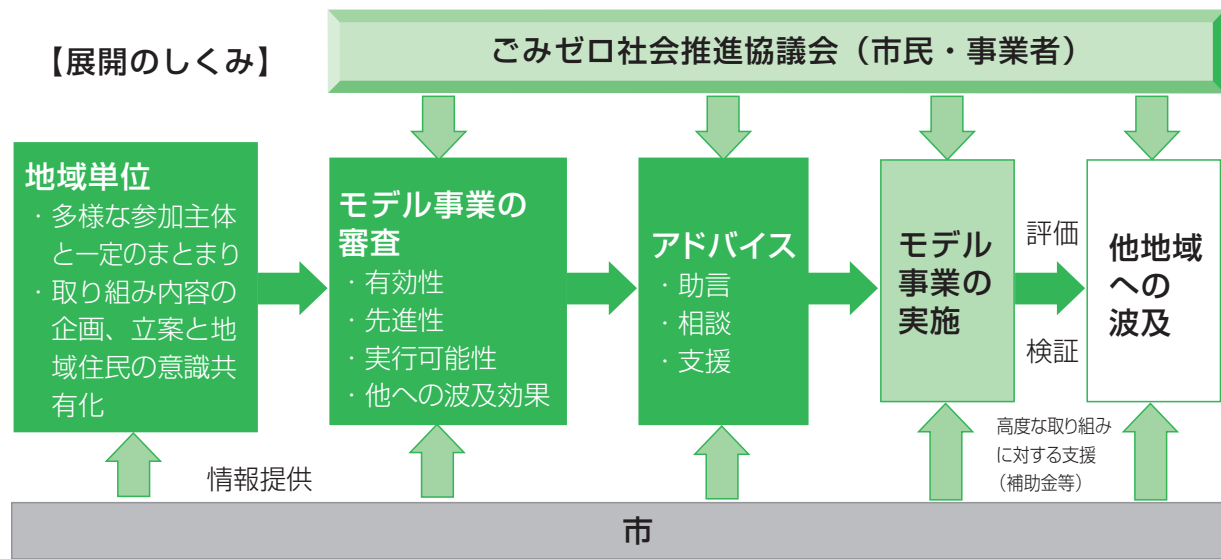 【展開のしくみ】
ごみゼロ社会推進協議会（市民・事業者）
地域単位
・多様な参加主体
と一定のまとまり
・取り組み内容の
企画、立案と地
域住民の意識共
有化
モデル事業の
審査
・有効性
・先進性
・実行可能性
・他への波及効果
アドバイス
・助言
・相談
・支援
モデル
事業の
実施
評価
検証
他地域
への
波及
情報提供
高度な取り組み
に対する支援
（補助金等）
市